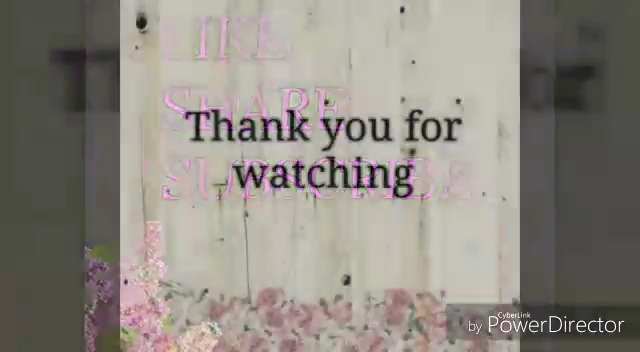 LIKE
SHARE
Thank you for
SUBSCRIBE
watching
CyberLink
by PowerDirector